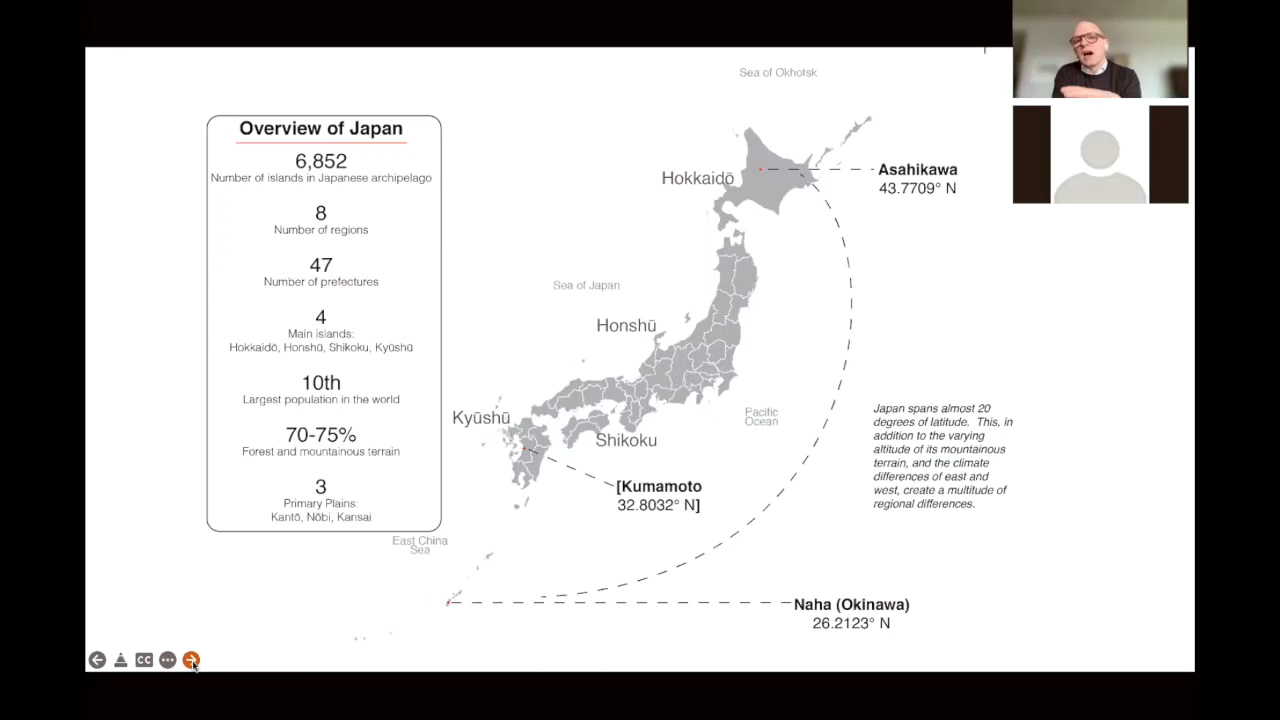 Overview of Japan
6,852
Number of islands in Japanese archipelago
8
Number of regions
47
Number of prefectures
4
Main islands:
Hokkaidō, Honshū, Shikoku, Kyūshū
10th
Largest population in the world
70-75%
Forest and mountainous terrain
3
Primary Plains:
Kantō, Nōbi, Kansai
Sea of Okhotsk
Hokkaidō
Asahikawa
43.7709° N
Sea of Japan
Honshū
Kyūshū
Shikoku
Pacific
Ocean
[Kumamoto
32.8032° N]
East China
Sea
Naha (Okinawa)
26.2123° N
Japan spans almost 20
degrees of latitude. This, in
addition to the varying
altitude of its mountainous
terrain, and the climate
differences of east and
west, create a multitude of
regional differences.
CC